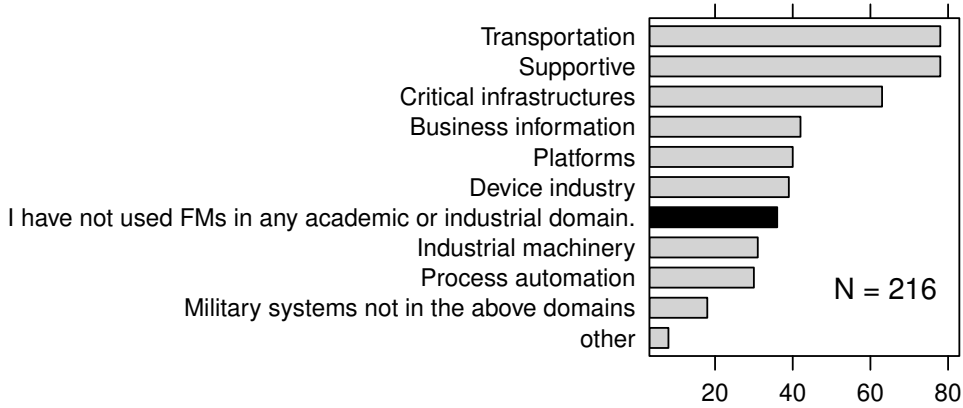 Transportation
Supportive
Critical infrastructures
Business information
Platforms
Device industry
I have not used FMs in any academic or industrial domain.
Industrial machinery
Process automation
Military systems not in the above domains
other
N = 216
20 40 60 80